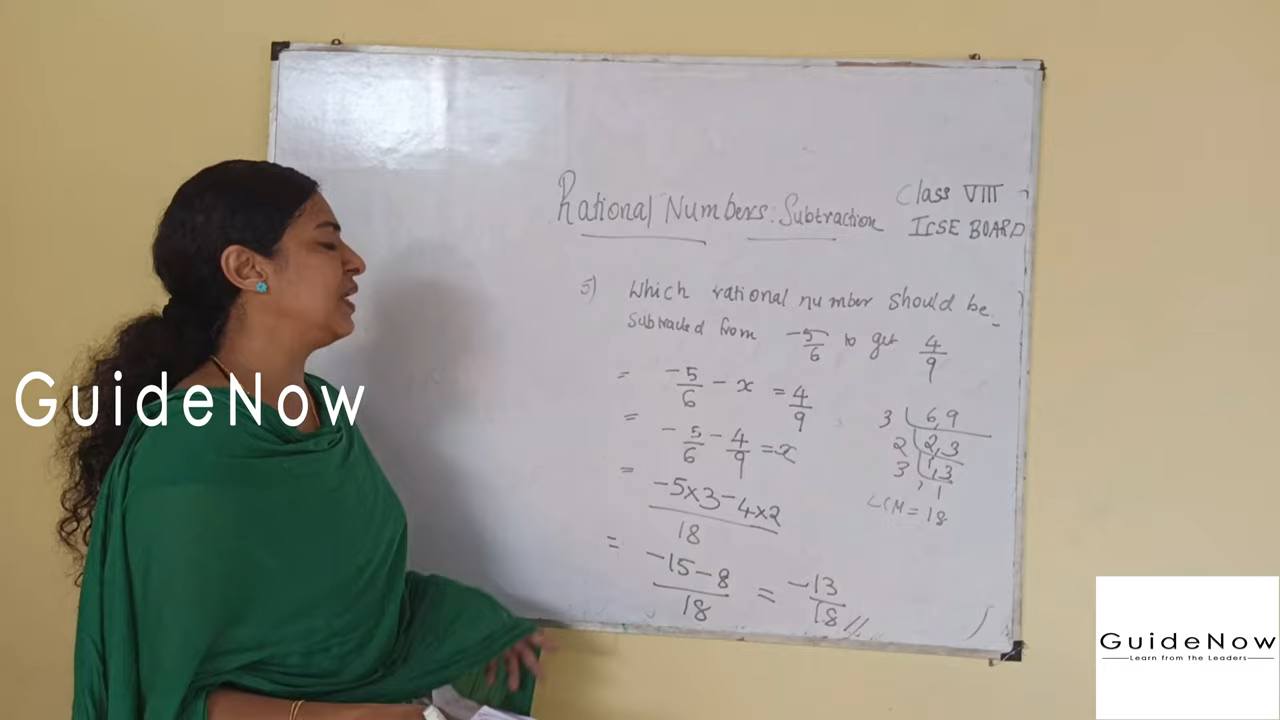 Rational Numbers: Subtraction
Class VIII
ICSE BOARD
5) Which rational number should be
subtracted from -5/6 to get 4/9
= -5/6 - x = 4/9
= -5/6 - 4/9 = x
= -5x3-4x2/18
= -15-8/18 = -13/18//
3 6,9
2 2,3
3 1,3
, 1
LCM = 18
GuideNow
GuideNow
Learn from the Leaders